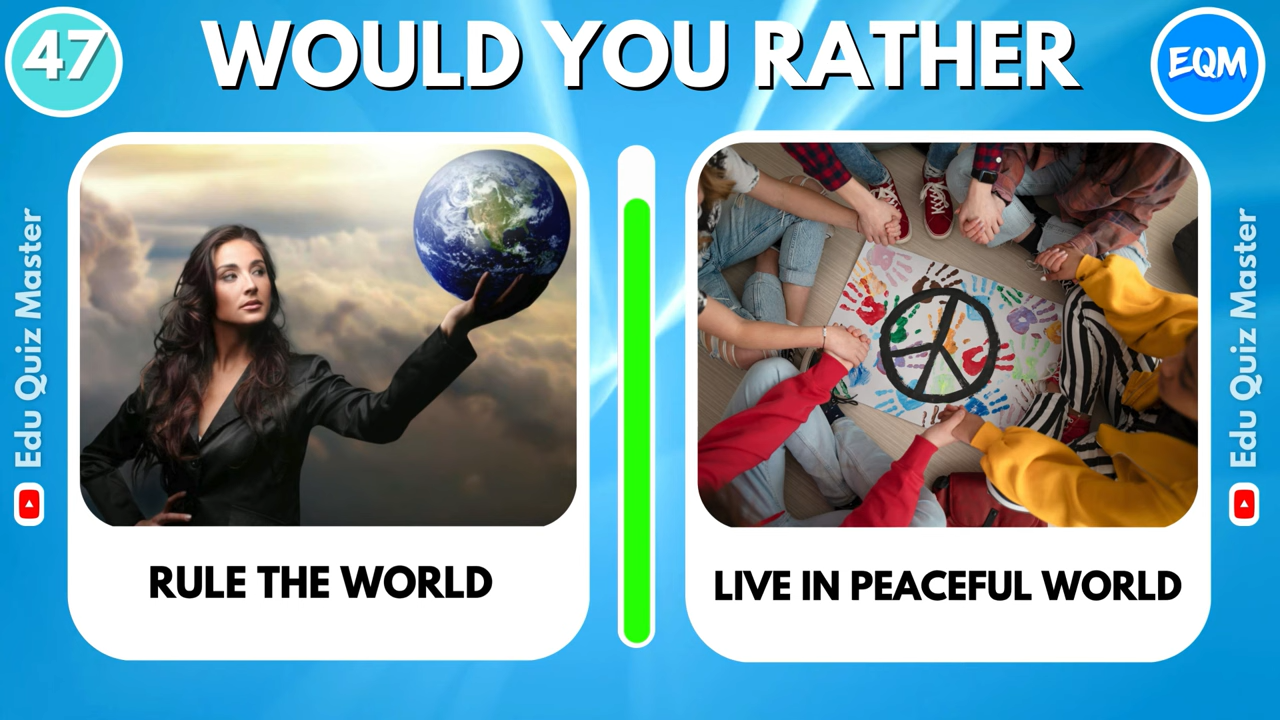 47
WOULD YOU RATHER
EQM
Edu Quiz Master
RULE THE WORLD
LIVE IN PEACEFUL WORLD
Edu Quiz Master